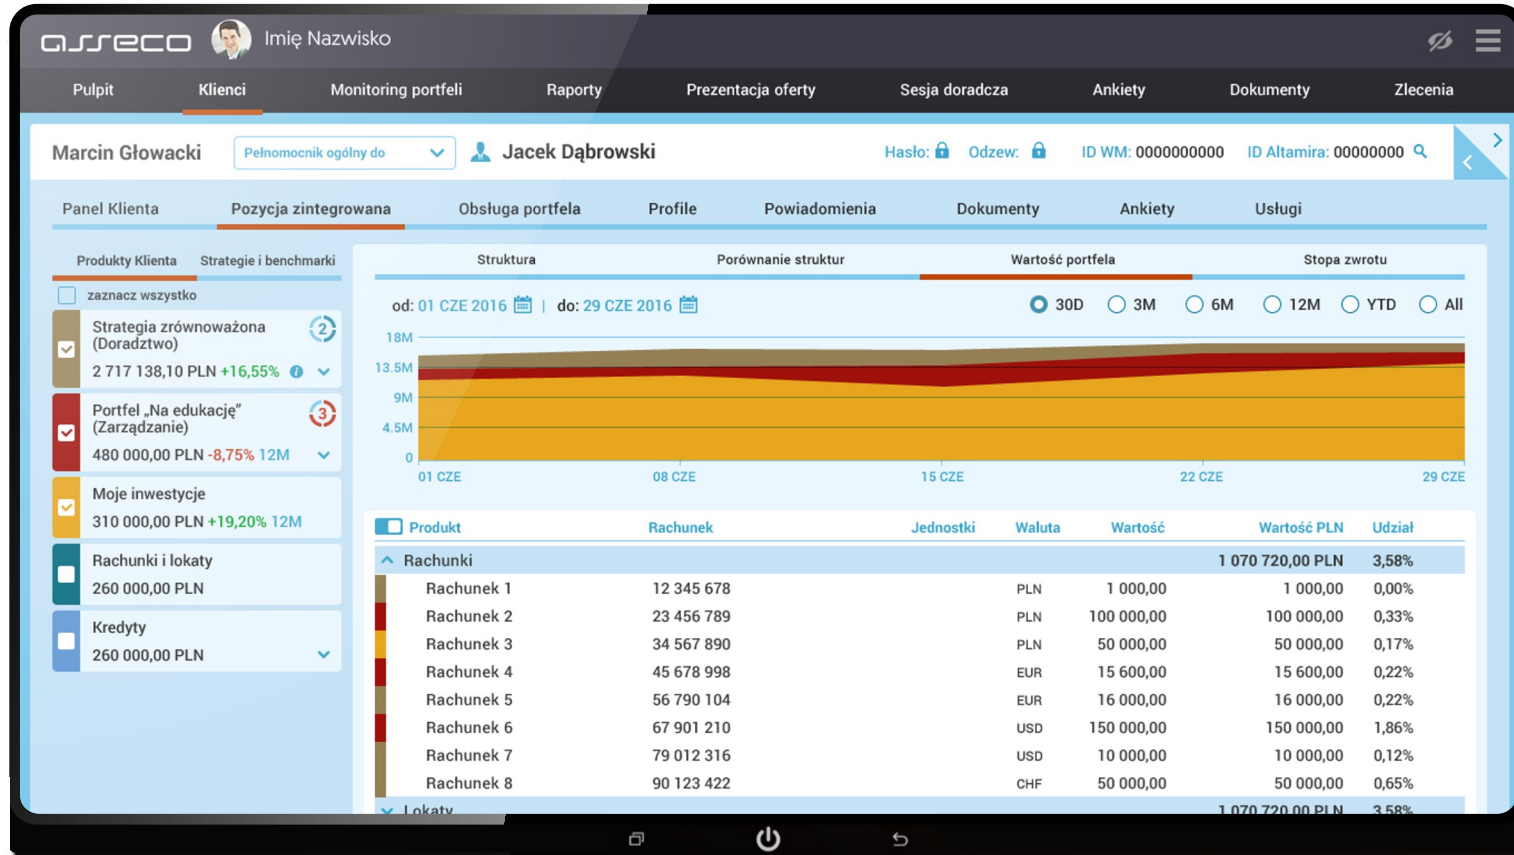 asseco Imię Nazwisko
Pulpit Klienci Monitoring portfeli Raporty Prezentacja oferty Sesja doradcza Ankiety Dokumenty Zlecenia
Marcin Głowacki Pełnomocnik ogólny do Jacek Dąbrowski Hasło: Odzew: ID WM: 0000000000 ID Altamira: 00000000
Panel Klienta Pozycja zintegrowana Obsługa portfela Profile Powiadomienia Dokumenty Ankiety Usługi
Produkty Klienta Strategie i benchmarki
zaznacz wszystko
Strategia zrównoważona 2
(Doradztwo)
2 717 138,10 PLN +16,55% i
Portfel „Na edukację” 3
(Zarządzanie)
480 000,00 PLN -8,75% 12M
Moje inwestycje
310 000,00 PLN +19,20% 12M
Rachunki i lokaty
260 000,00 PLN
Kredyty
260 000,00 PLN
Struktura Porównanie struktur Wartość portfela Stopa zwrotu
od: 01 CZE 2016 | do: 29 CZE 2016 30D 3M 6M 12M YTD All
18M
13.5M
9M
4.5M
0
01 CZE 08 CZE 15 CZE 22 CZE 29 CZE
Produkt Rachunek Jednostki Waluta Wartość Wartość PLN Udział
Rachunki 1 070 720,00 PLN 3,58%
Rachunek 1 12 345 678 PLN 1 000,00 1 000,00 0,00%
Rachunek 2 23 456 789 PLN 100 000,00 100 000,00 0,33%
Rachunek 3 34 567 890 PLN 50 000,00 50 000,00 0,17%
Rachunek 4 45 678 998 EUR 15 600,00 15 600,00 0,22%
Rachunek 5 56 790 104 EUR 16 000,00 16 000,00 0,22%
Rachunek 6 67 901 210 USD 150 000,00 150 000,00 1,86%
Rachunek 7 79 012 316 USD 10 000,00 10 000,00 0,12%
Rachunek 8 90 123 422 CHF 50 000,00 50 000,00 0,65%
Lokaty 1 070 720,00 PLN 3,58%